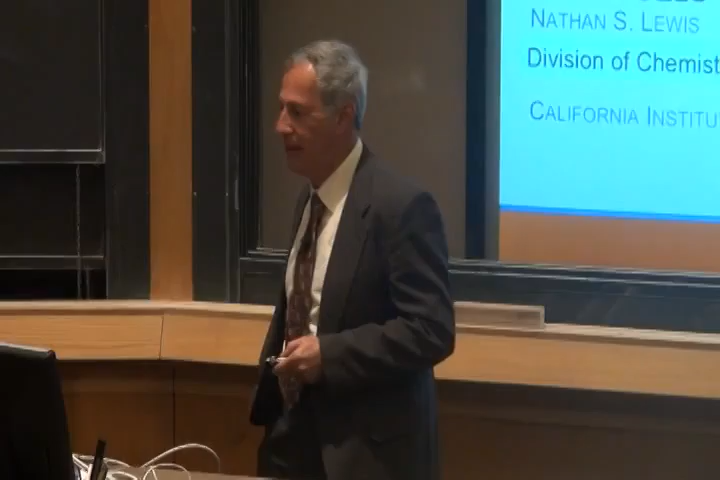 NATHAN S. LEWIS
Division of Chemist
CALIFORNIA INSTITU